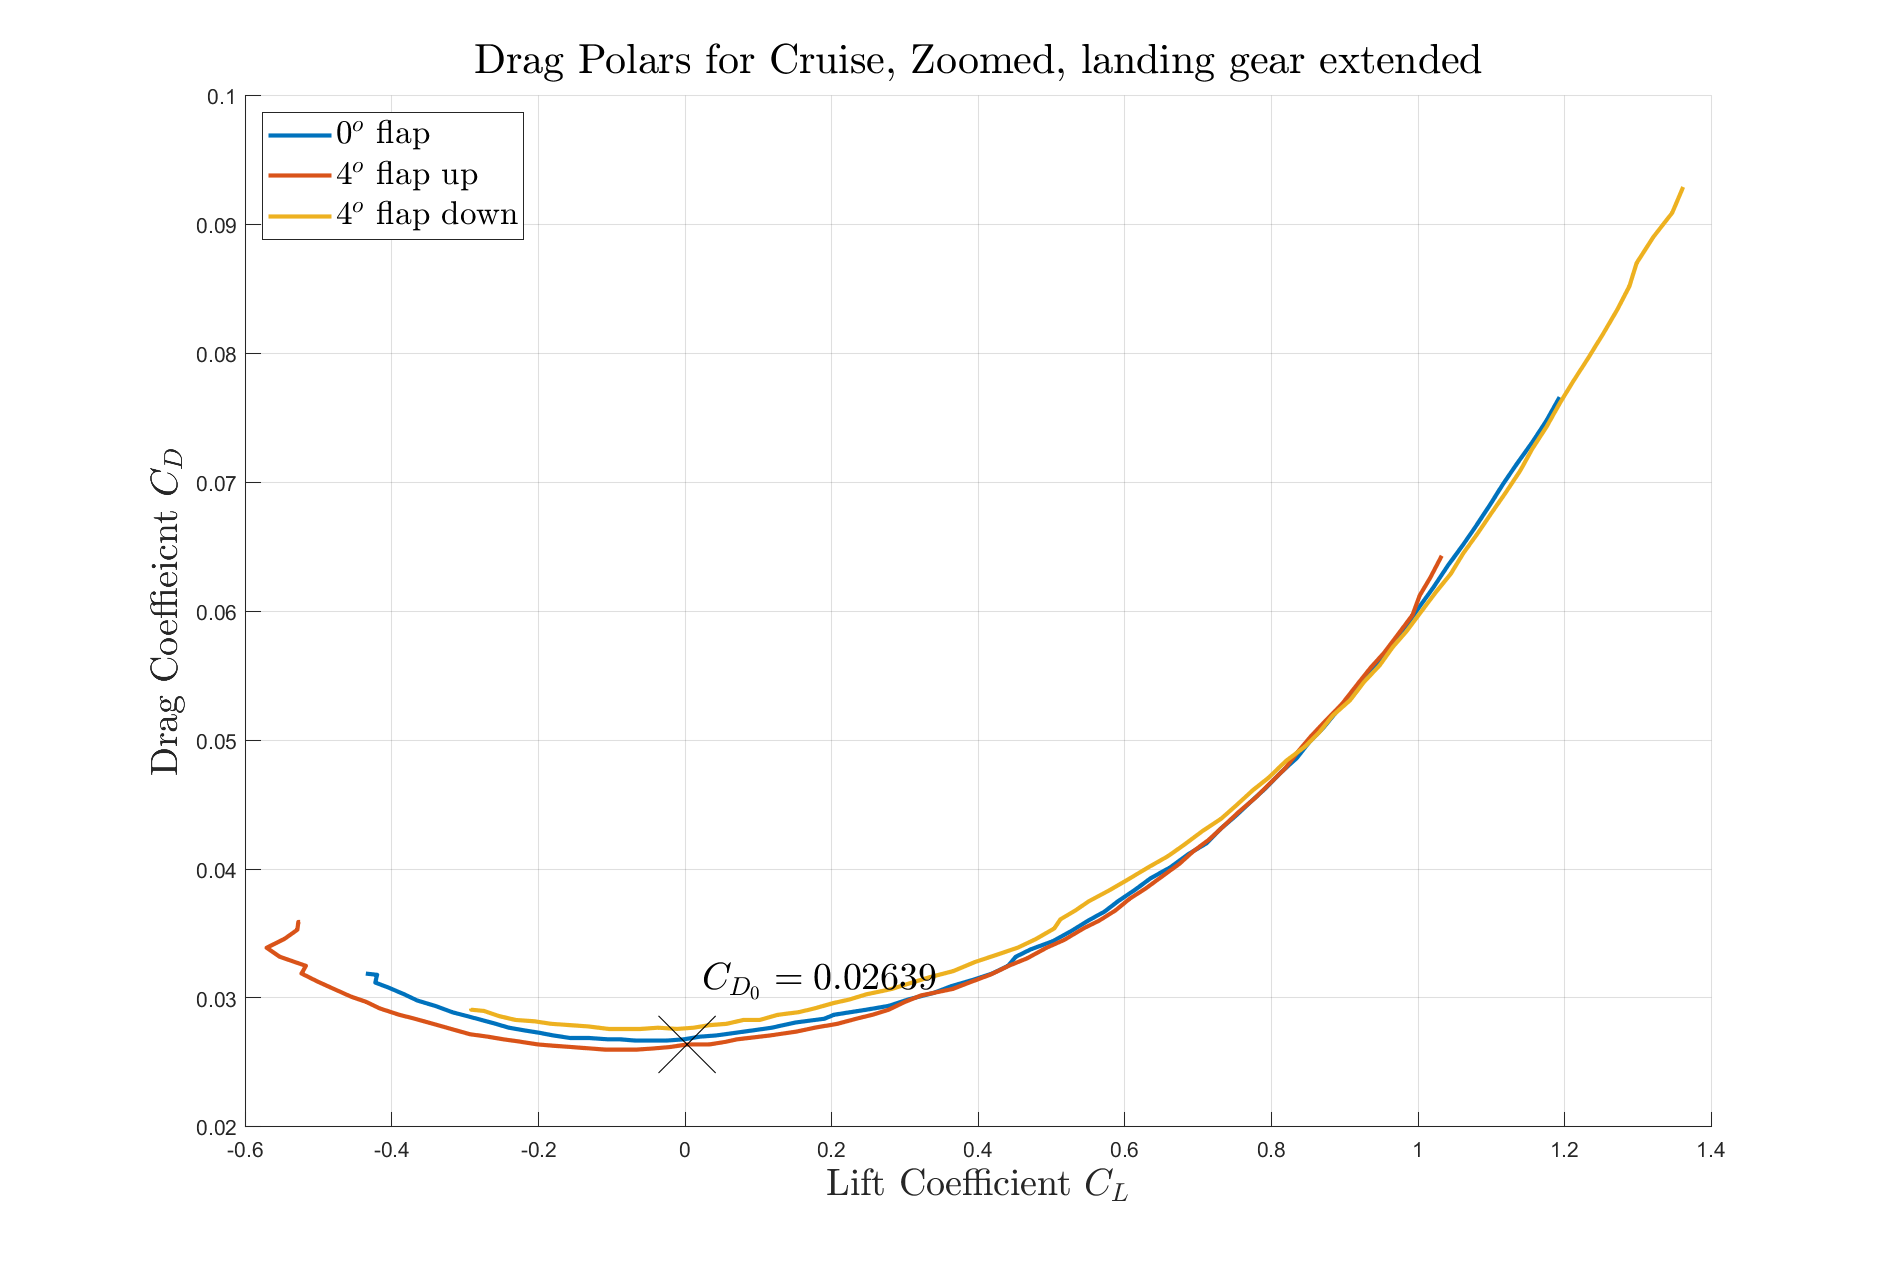 Drag Polars for Cruise, Zoomed, landing gear extended
0.1
0° flap
4° flap up
4° flap down
0.09
0.08
0.07
0.06
0.05
0.04
0.03
0.02
Drag Coeffieicnt C_D
C_{D_0} = 0.02639
-0.6 -0.4 -0.2 0 0.2 0.4 0.6 0.8 1 1.2 1.4
Lift Coefficient C_L